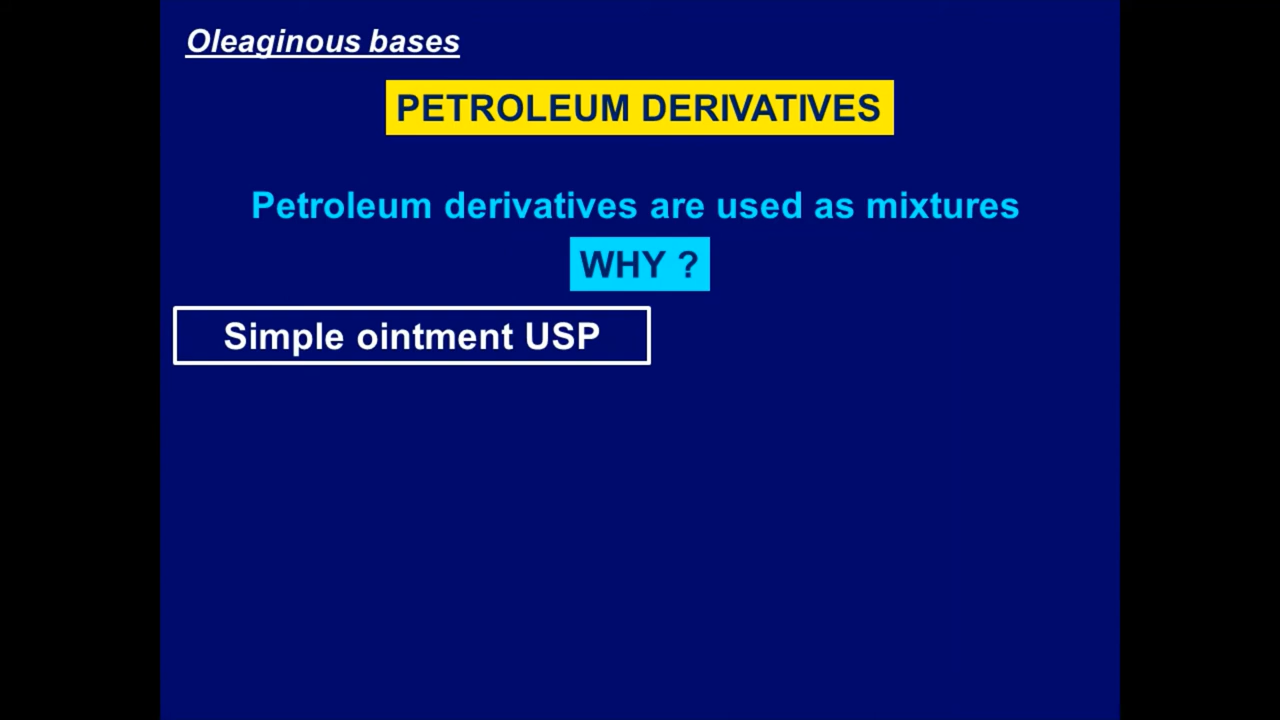 Oleaginous bases
PETROLEUM DERIVATIVES
Petroleum derivatives are used as mixtures
WHY ?
Simple ointment USP